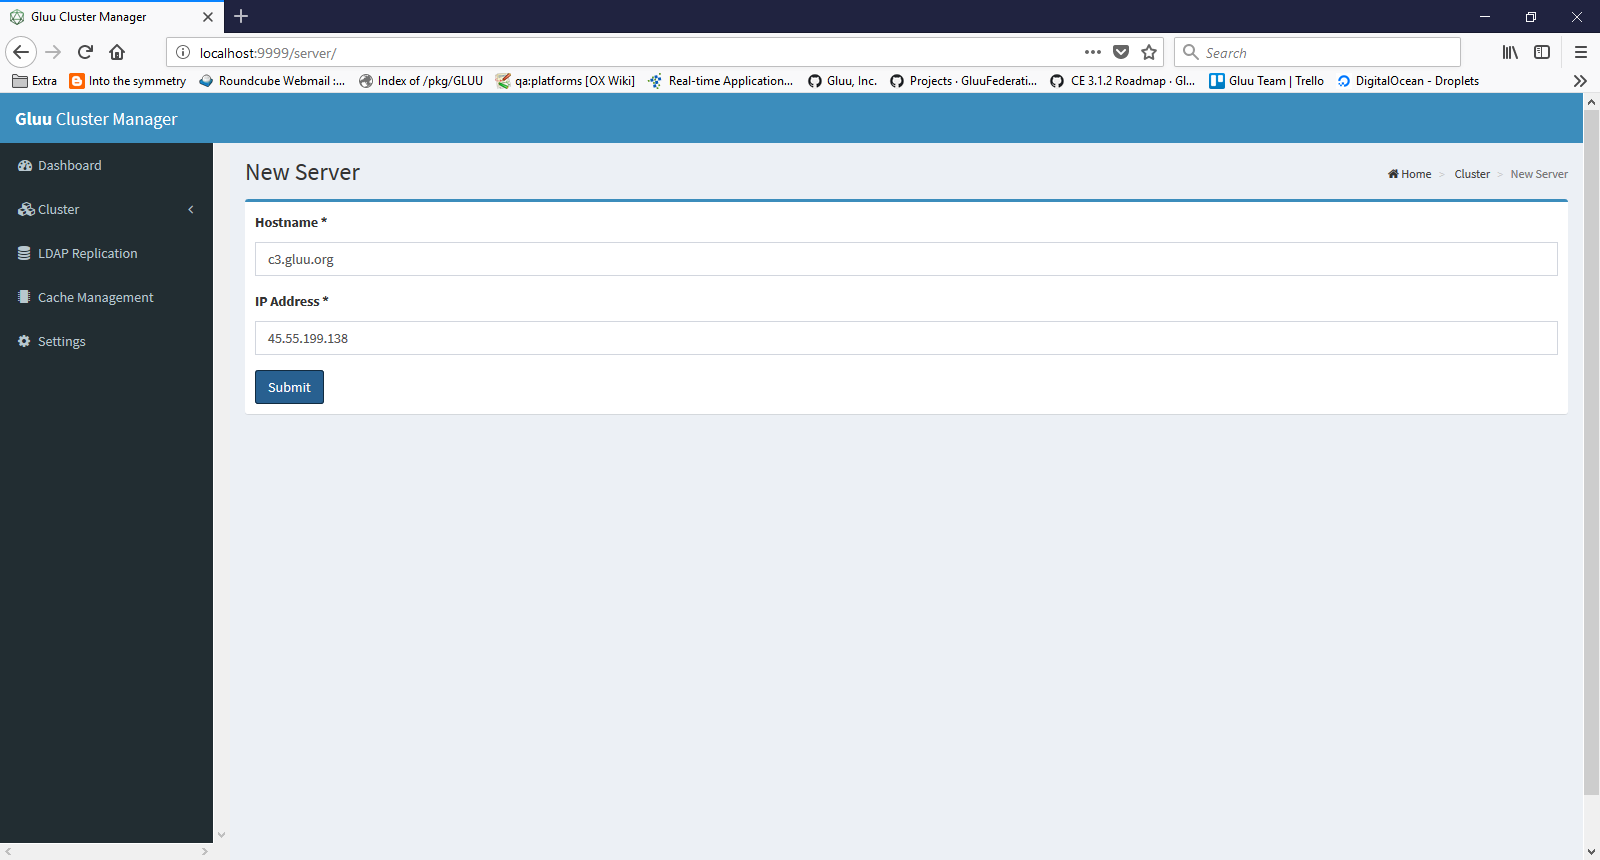 Gluu Cluster Manager
localhost:9999/server/
Search
Extra Into the symmetry Roundcube Webmail :... Index of /pkg/GLUU qa:platforms [OX Wiki] Real-time Application... Gluu, Inc. Projects · GluuFederati... CE 3.1.2 Roadmap · Gl... Gluu Team | Trello DigitalOcean - Droplets
Gluu Cluster Manager
Dashboard
Cluster
LDAP Replication
Cache Management
Settings
New Server
Home > Cluster > New Server
Hostname *
c3.gluu.org
IP Address *
45.55.199.138
Submit